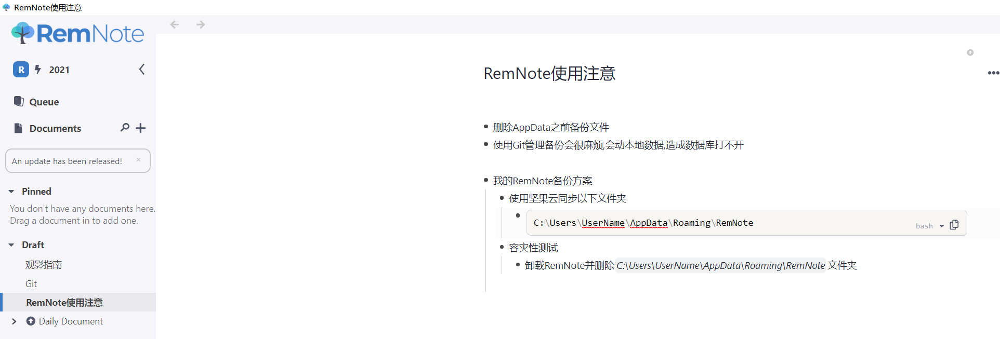 RemNote使用注意
RemNote
R 2021
Queue
Documents
An update has been released! ×
Pinned
You don't have any documents here.
Drag a document in to add one.
Draft
观影指南
Git
RemNote使用注意
Daily Document
RemNote使用注意
删除AppData之前备份文件
使用Git管理备份会很麻烦,会动本地数据,造成数据库打不开
我的RemNote备份方案
使用坚果云同步以下文件夹
C:\Users\UserName\AppData\Roaming\RemNote
bash
容灾性测试
卸载RemNote并删除 C:\Users\UserName\AppData\Roaming\RemNote 文件夹